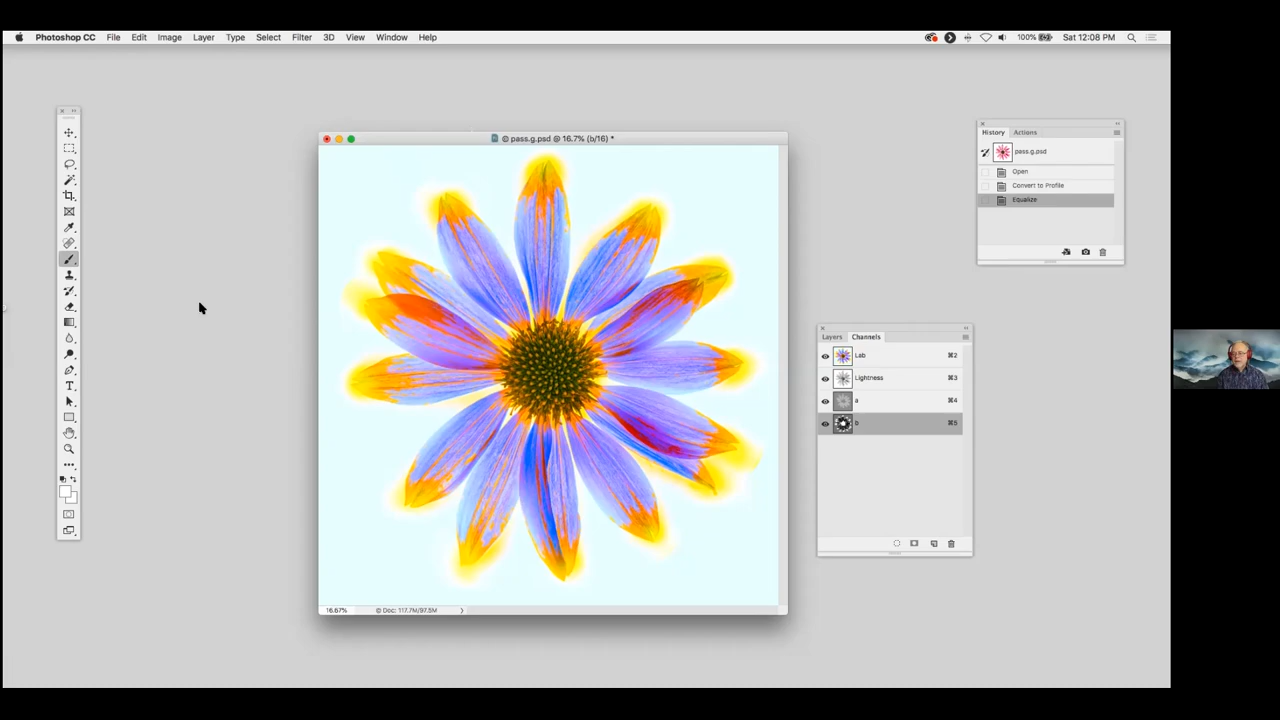 Photoshop CC File Edit Image Layer Type Select Filter 3D View Window Help 100% Sat 12:08 PM
© pass.g.psd @ 16.7% (b/16) *
History Actions
pass.g.psd
Open
Convert to Profile
Equalize
Layers Channels
Lab ⌘2
Lightness ⌘3
a ⌘4
b ⌘5
16.67% © Doc: 117.7M/97.5M